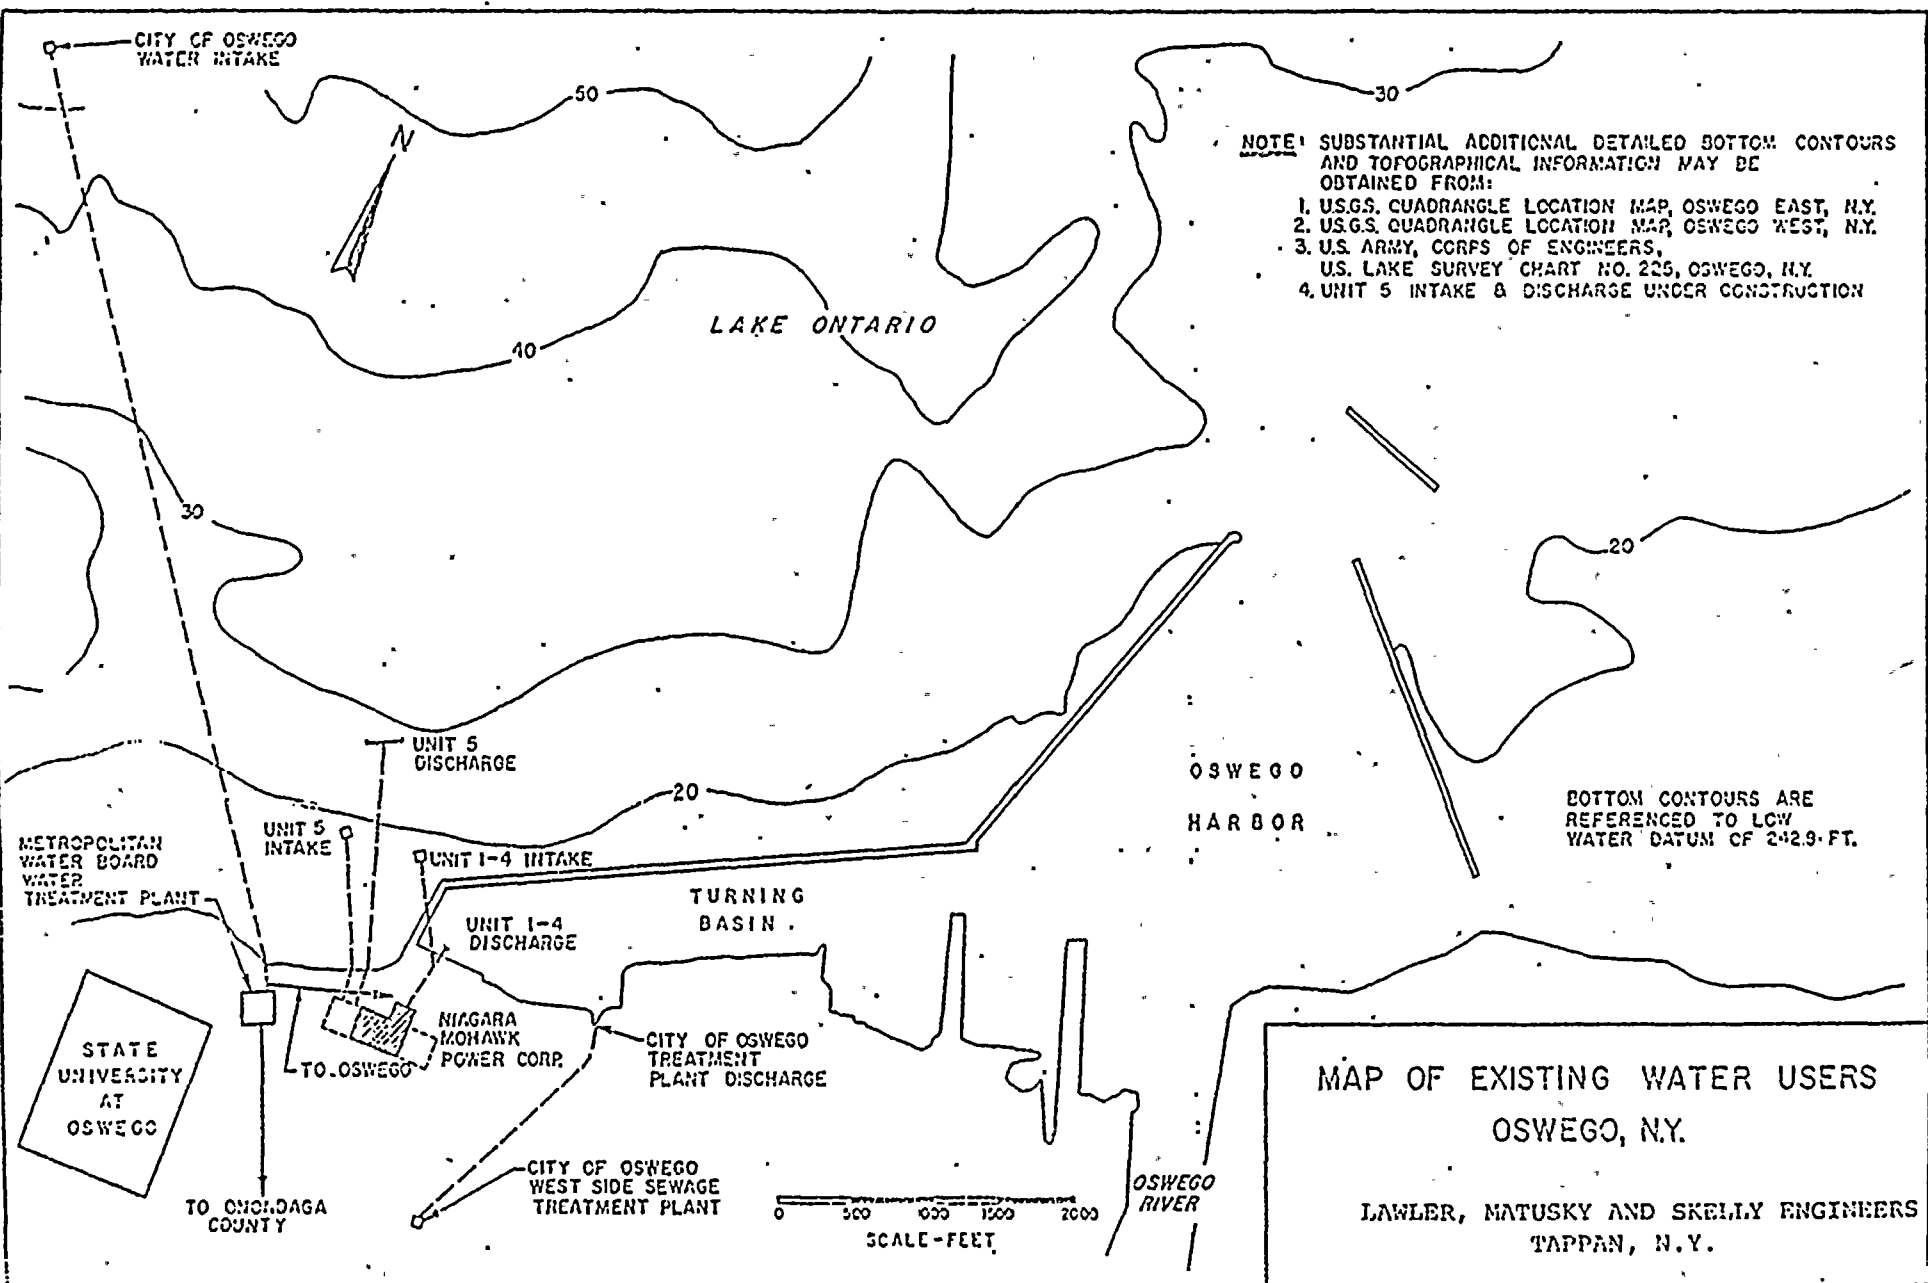 CITY OF OSWEGO
WATER INTAKE
50
30
N
NOTE: SUBSTANTIAL ADDITIONAL DETAILED BOTTOM CONTOURS
AND TOPOGRAPHICAL INFORMATION MAY BE
OBTAINED FROM:
1. U.S.G.S. QUADRANGLE LOCATION MAP, OSWEGO EAST, N.Y.
2. U.S.G.S. QUADRANGLE LOCATION MAP, OSWEGO WEST, N.Y.
3. U.S. ARMY, CORPS OF ENGINEERS,
U.S. LAKE SURVEY CHART NO. 225, OSWEGO, N.Y.
4. UNIT 5 INTAKE & DISCHARGE UNDER CONSTRUCTION
LAKE ONTARIO
40
30
20
UNIT 5
DISCHARGE
OSWEGO
HARBOR
20
BOTTOM CONTOURS ARE
REFERENCED TO LOW
WATER DATUM OF 242.9 FT.
UNIT 5
INTAKE
METROPOLITAN
WATER BOARD
WATER
TREATMENT PLANT
UNIT 1-4 INTAKE
TURNING
BASIN
UNIT 1-4
DISCHARGE
NIAGARA
MOHAWK
POWER CORP.
TO OSWEGO
CITY OF OSWEGO
TREATMENT
PLANT DISCHARGE
STATE
UNIVERSITY
AT
OSWEGO
MAP OF EXISTING WATER USERS
OSWEGO, N.Y.
CITY OF OSWEGO
WEST SIDE SEWAGE
TREATMENT PLANT
TO ONONDAGA
COUNTY
0 500 1000 1500 2000
SCALE-FEET
OSWEGO
RIVER
LAWLER, MATUSKY AND SKELLY ENGINEERS
TAPPAN, N.Y.